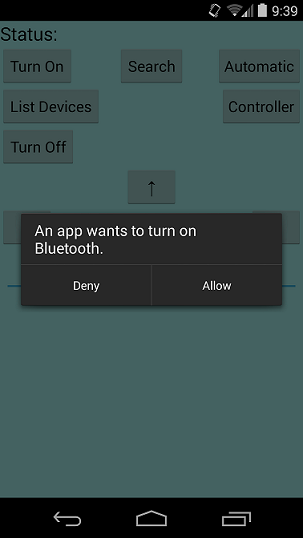 9:39
Status:
Turn On
Search
Automatic
List Devices
Controller
Turn Off
↑
An app wants to turn on
Bluetooth.
Deny
Allow